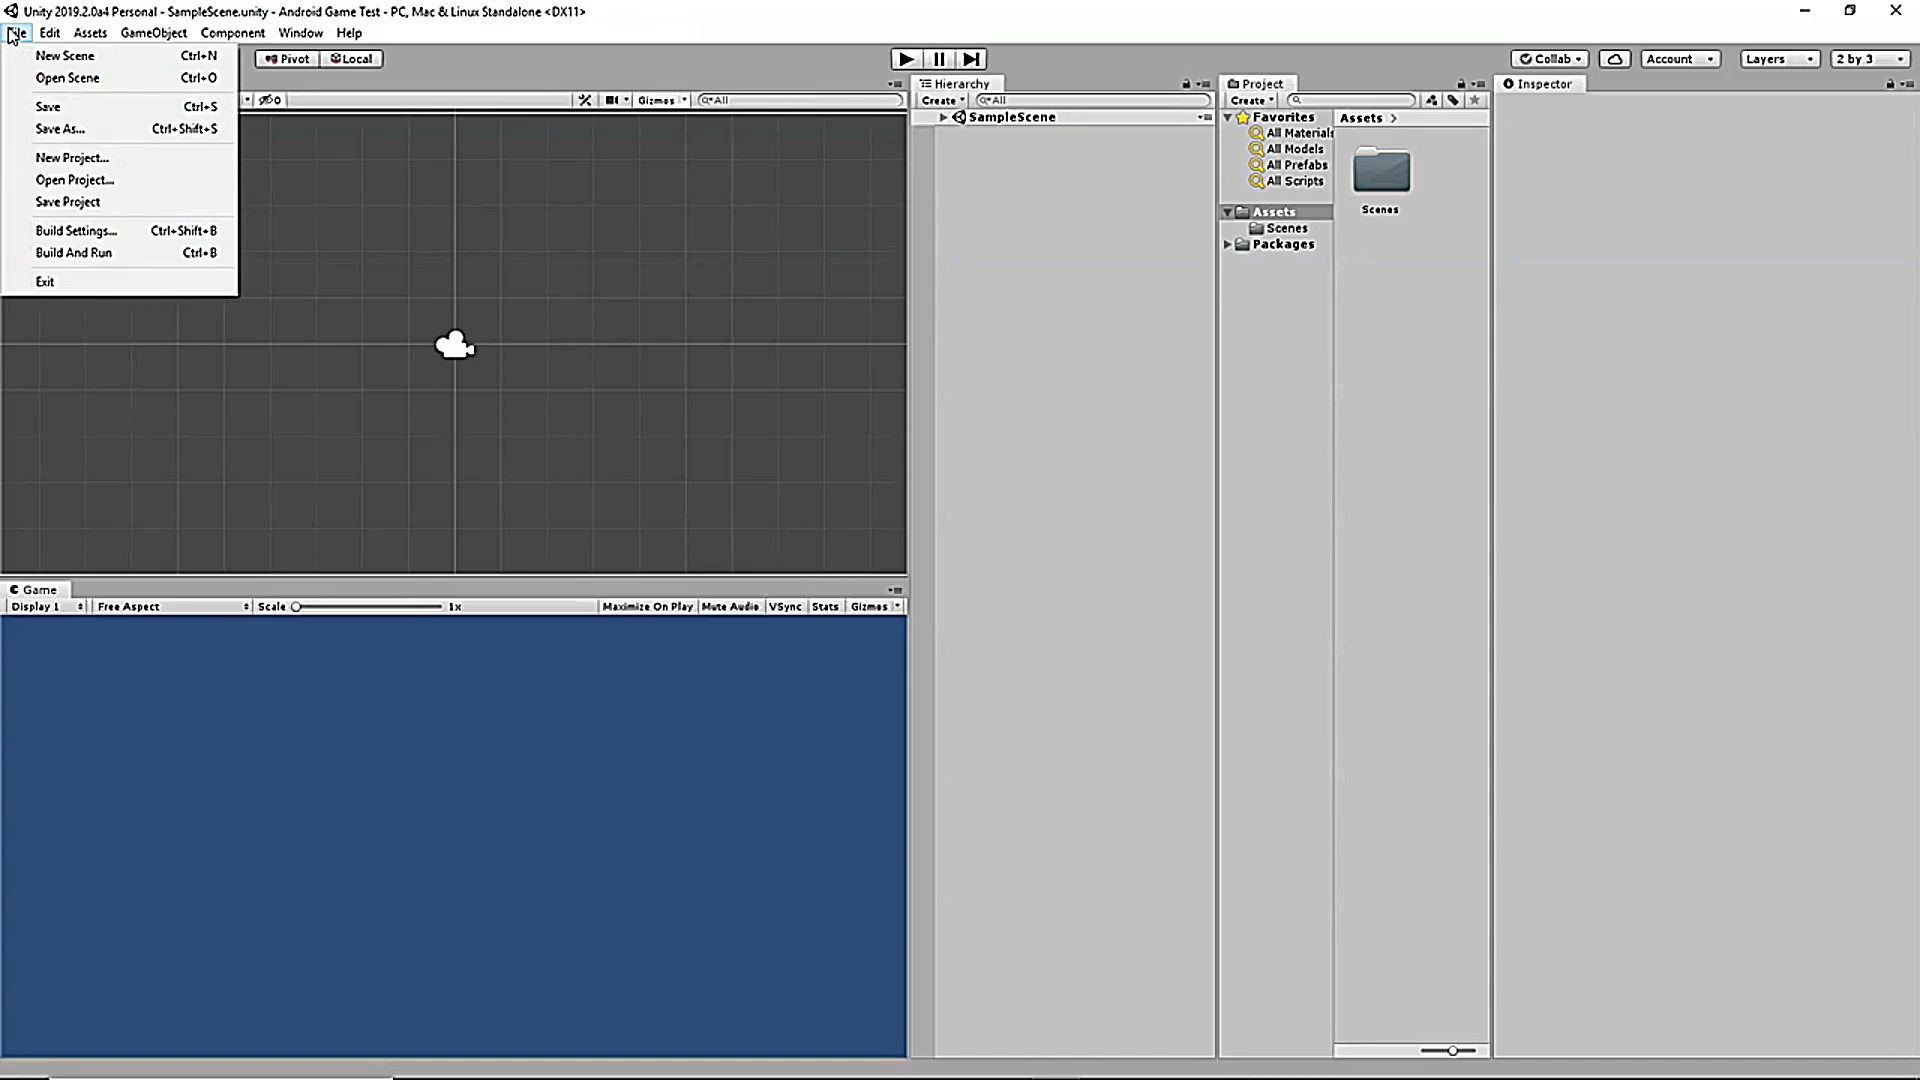 Unity 2019.2.0a4 Personal - SampleScene.unity - Android Game Test - PC, Mac & Linux Standalone <DX11>
Edit Assets GameObject Component Window Help
New Scene Ctrl+N
Open Scene Ctrl+O
Save Ctrl+S
Save As... Ctrl+Shift+S
New Project...
Open Project...
Save Project
Build Settings... Ctrl+Shift+B
Build And Run Ctrl+B
Exit
Pivot Local
Collab Account Layers 2 by 3
0 Gizmos All
Hierarchy
Create All
SampleScene
Project
Create
Favorites
All Materials
All Models
All Prefabs
All Scripts
Assets
Scenes
Packages
Assets
Scenes
Inspector
Game
Display 1 Free Aspect Scale 1x Maximize On Play Mute Audio VSync Stats Gizmos